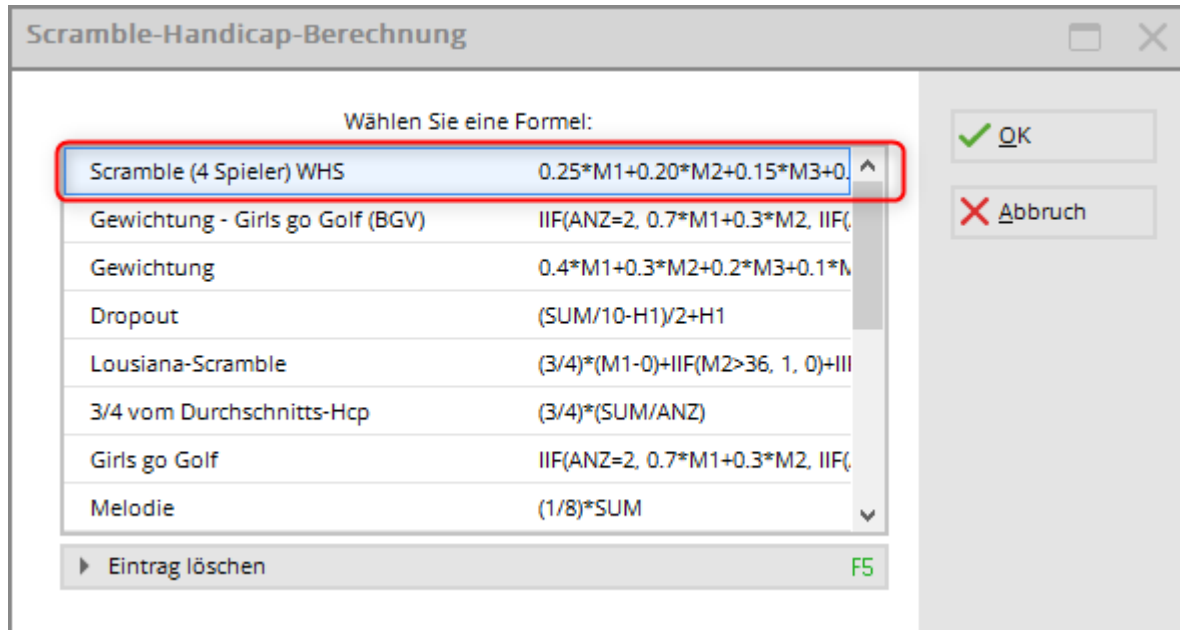 Scramble-Handicap-Berechnung
Wählen Sie eine Formel:
Scramble (4 Spieler) WHS 0.25*M1+0.20*M2+0.15*M3+0.
Gewichtung - Girls go Golf (BGV) IIF(ANZ=2, 0.7*M1+0.3*M2, IIF(
Gewichtung 0.4*M1+0.3*M2+0.2*M3+0.1*M
Dropout (SUM/10-H1)/2+H1
Lousiana-Scramble (3/4)*(M1-0)+IIF(M2>36, 1, 0)+III
3/4 vom Durchschnitts-Hcp (3/4)*(SUM/ANZ)
Girls go Golf IIF(ANZ=2, 0.7*M1+0.3*M2, IIF(
Melodie (1/8)*SUM
Eintrag löschen F5
OK
Abbruch